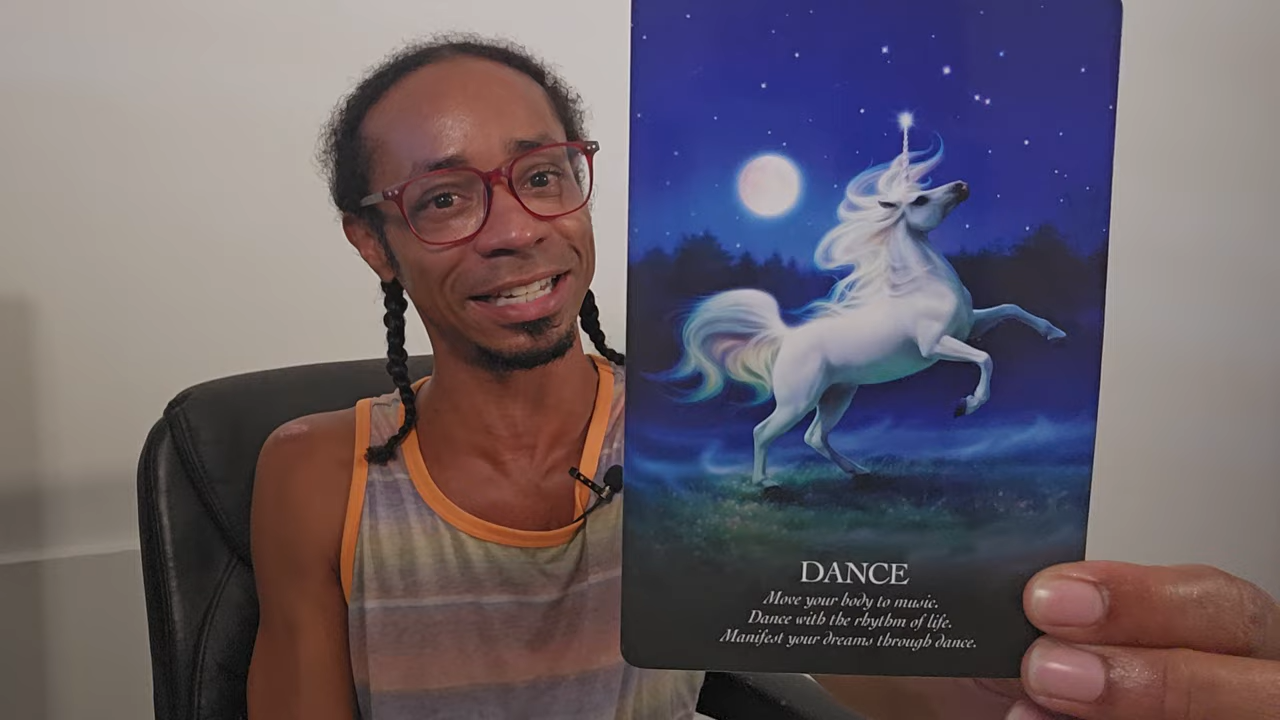 DANCE
Move your body to music.
Dance with the rhythm of life.
Manifest your dreams through dance.